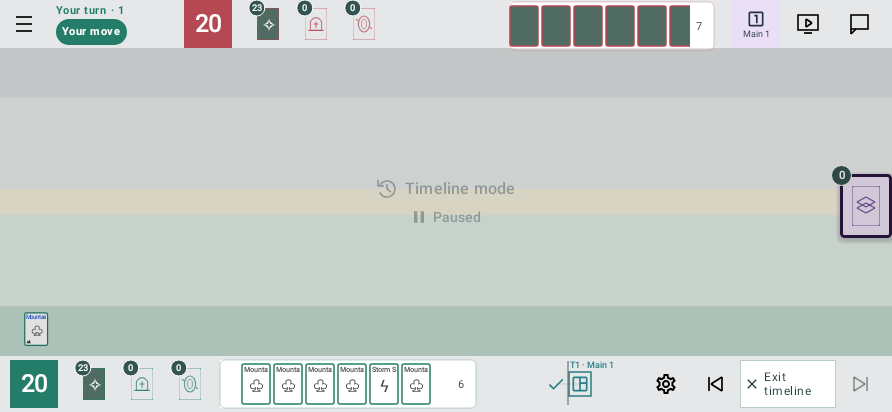 Your turn · 1
Your move
20
23
0
0
7
1
Main 1
Timeline mode
0
Paused
Mountai
20
23
0
0
Mounta
Mounta
Mounta
Mounta
Storm S
Mounta
6
T1 · Main 1
Exit
timeline